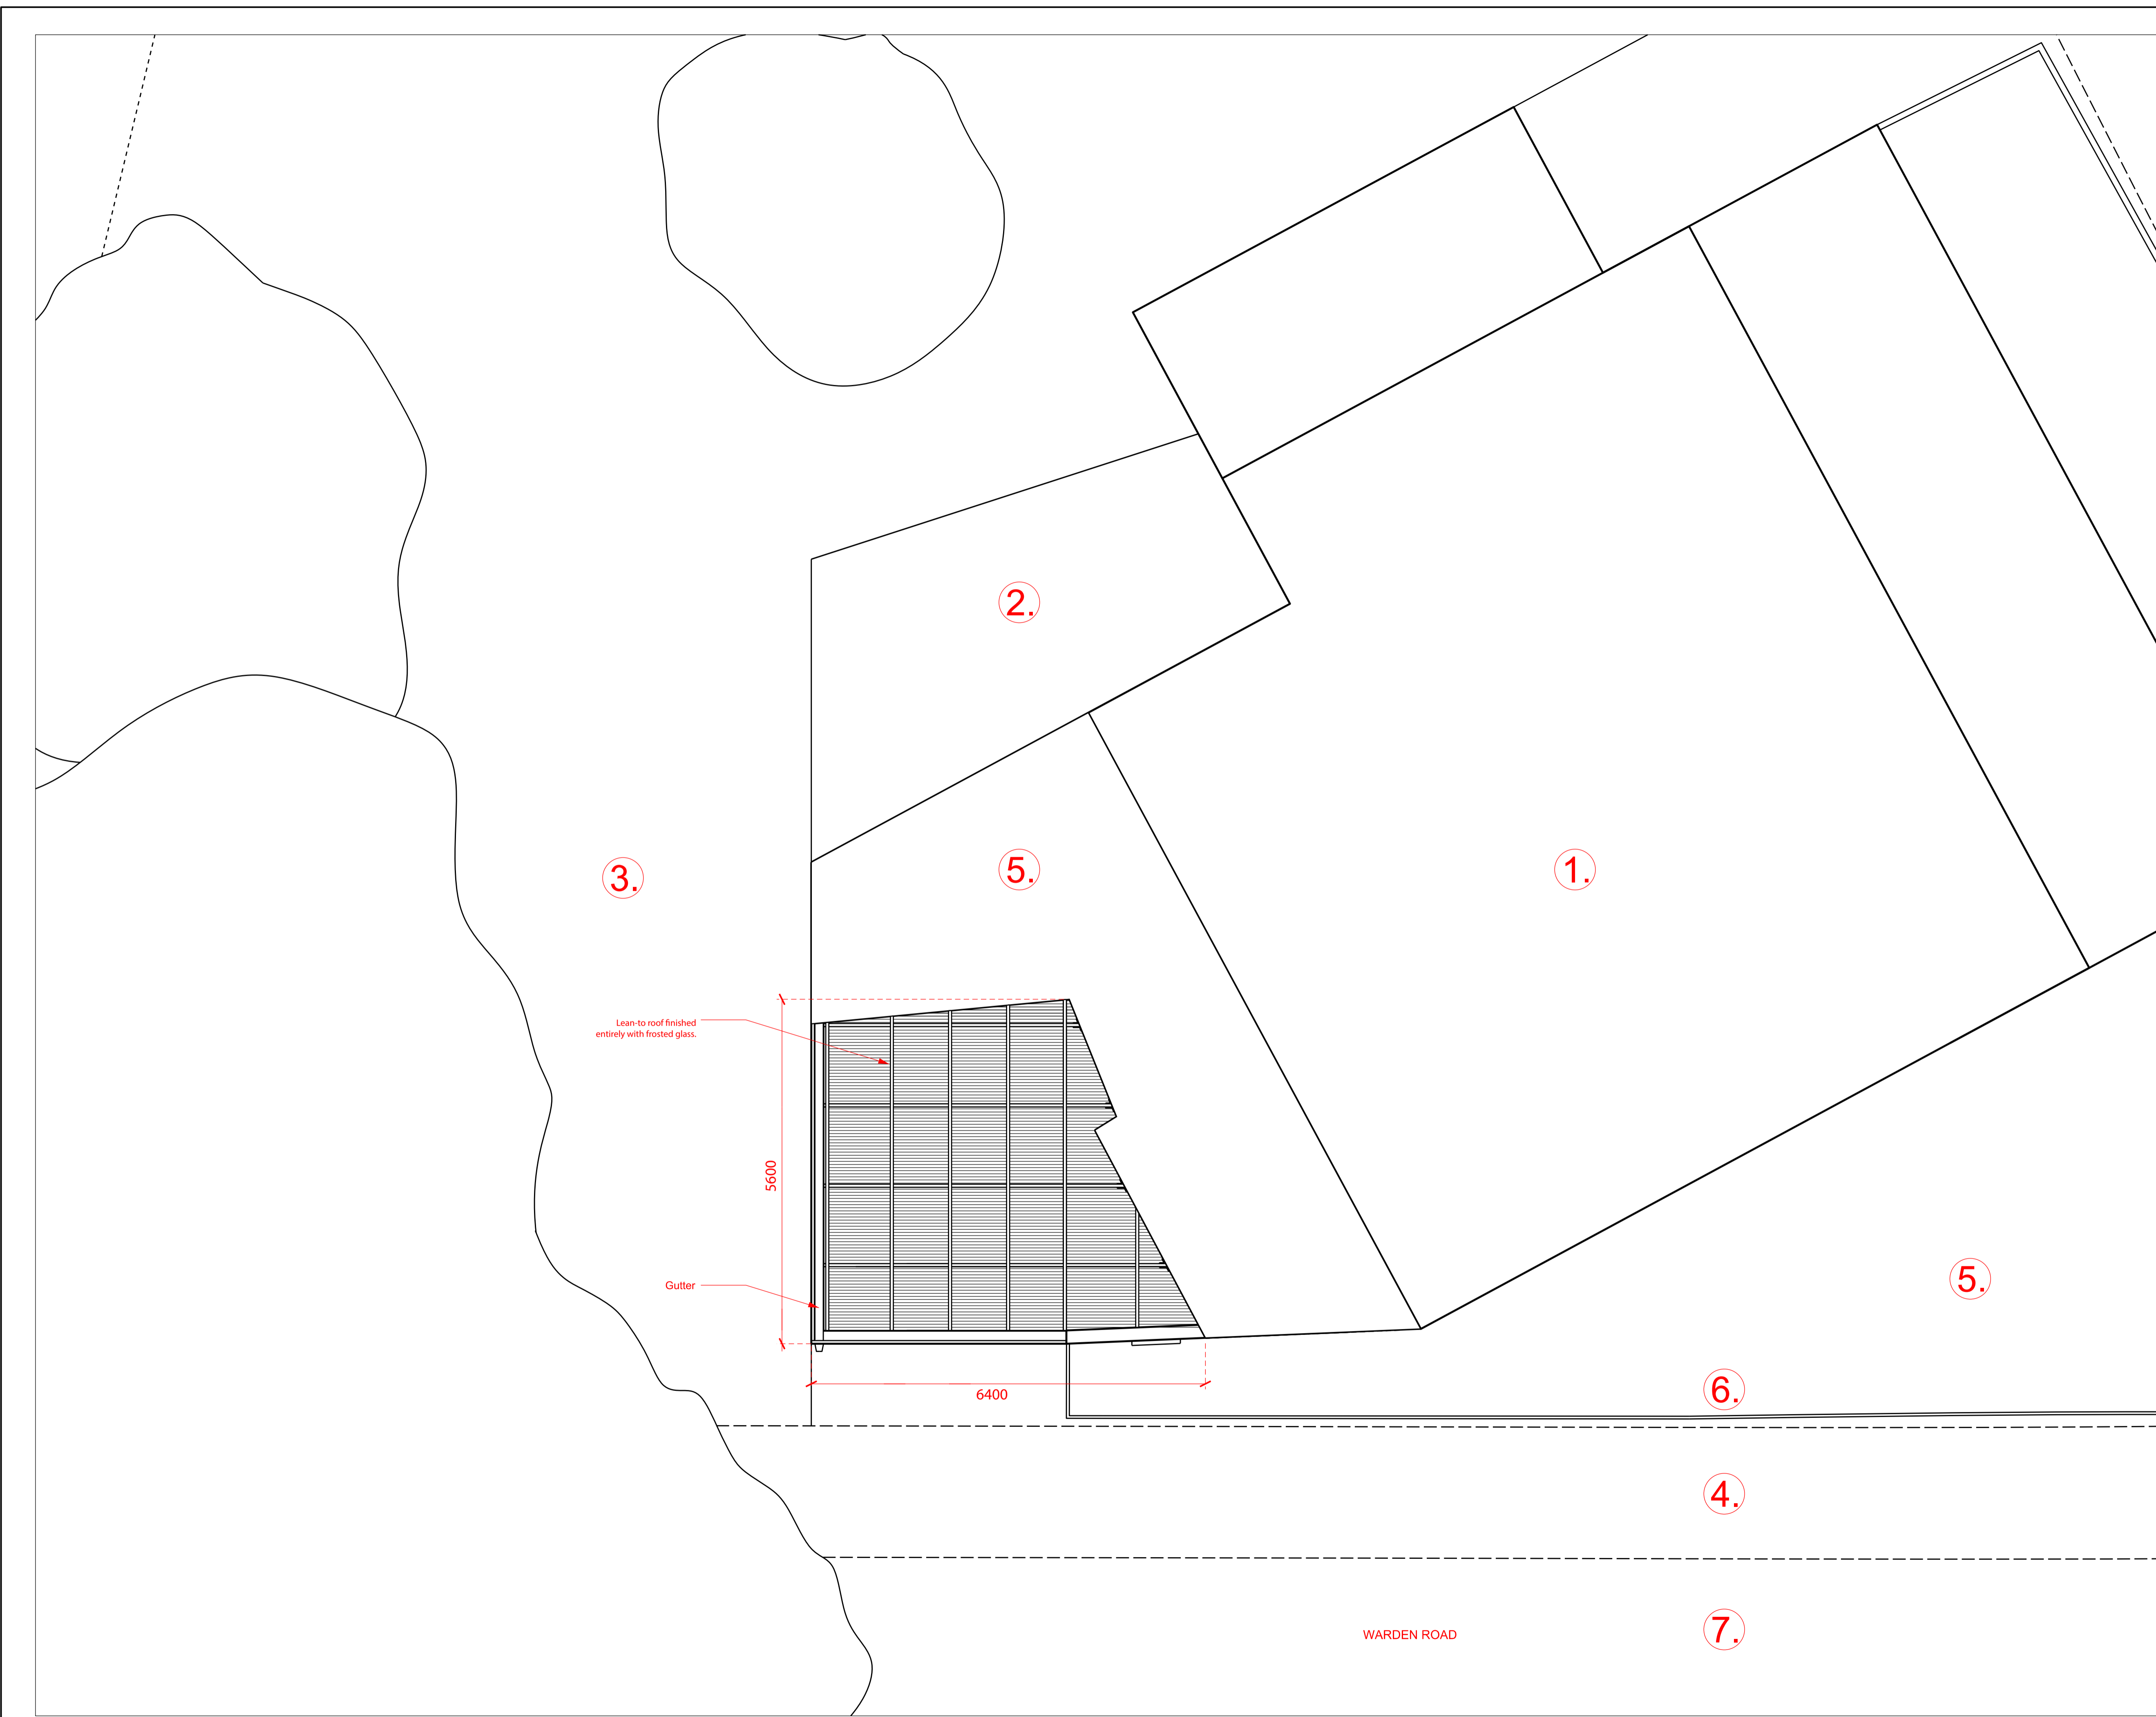 2.
3.
5.
1.
Lean-to roof finished
entirely with frosted glass.
5600
Gutter
5.
6400
6.
4.
WARDEN ROAD
7.